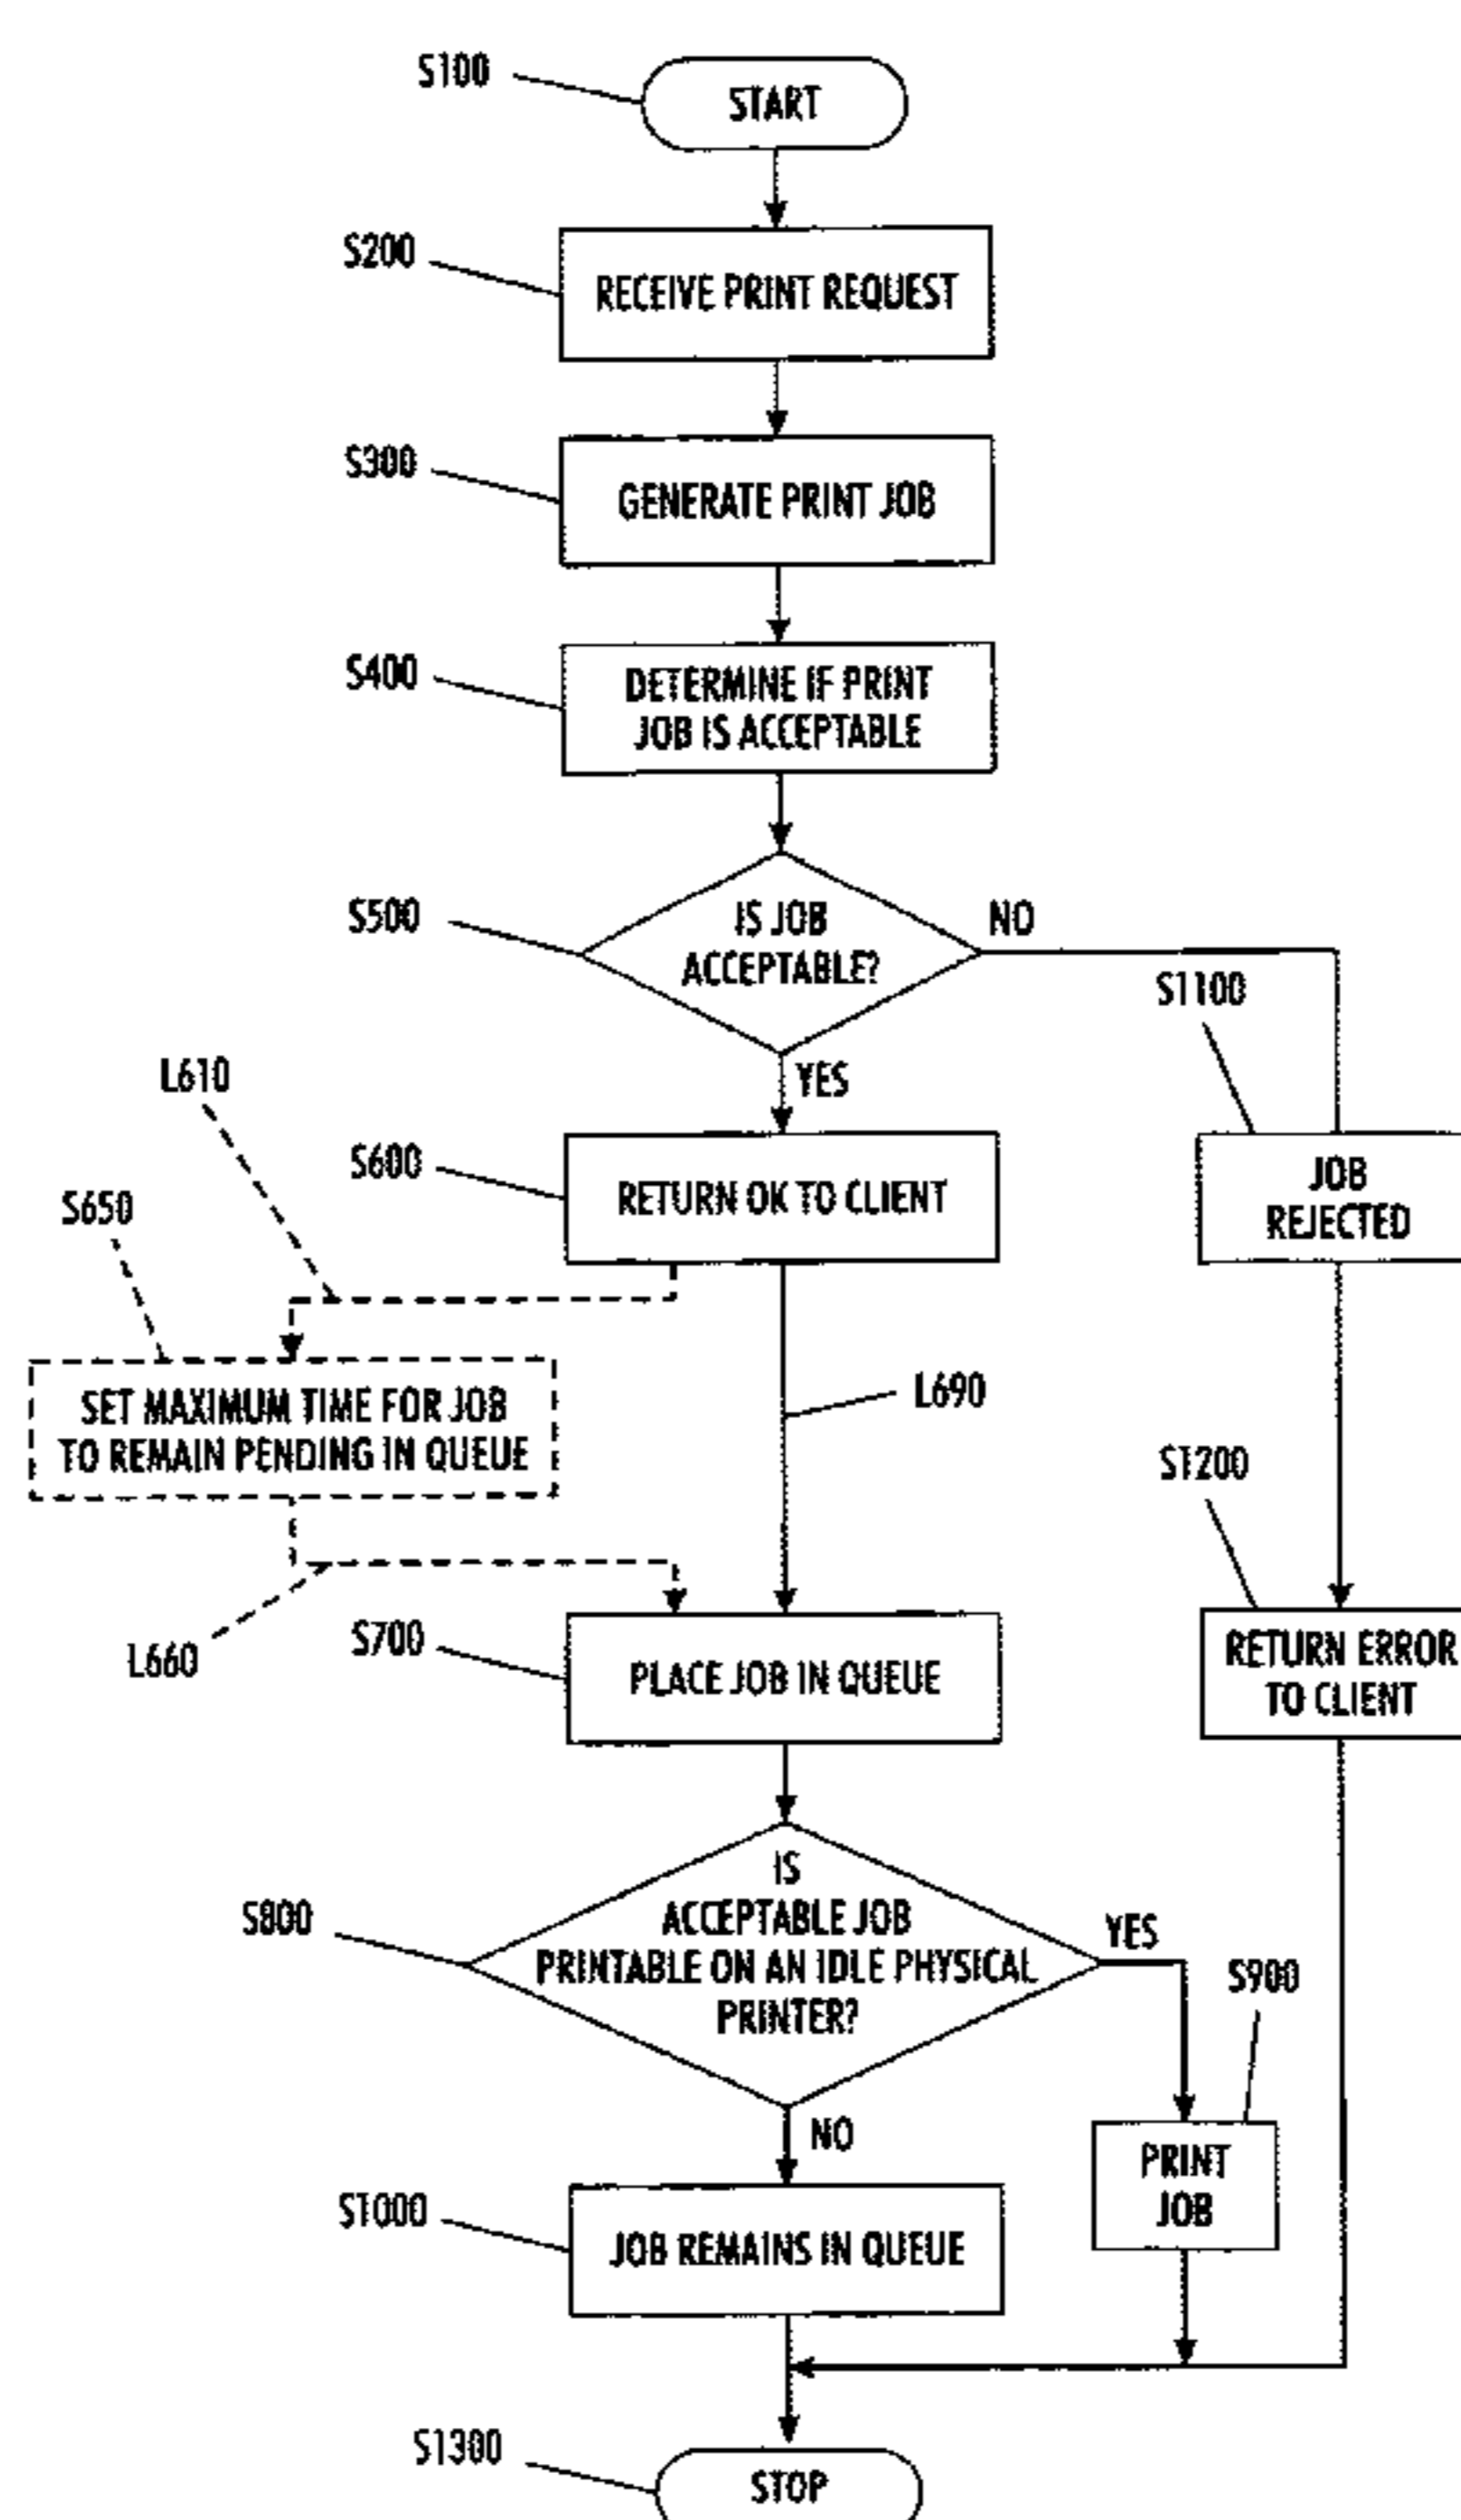 S100
START
S200
RECEIVE PRINT REQUEST
S300
GENERATE PRINT JOB
S400
DETERMINE IF PRINT
JOB IS ACCEPTABLE
S500
IS JOB
ACCEPTABLE?
NO
S1100
YES
L610
S600
RETURN OK TO CLIENT
JOB
REJECTED
S650
SET MAXIMUM TIME FOR JOB
TO REMAIN PENDING IN QUEUE
L690
S1200
L660
S700
PLACE JOB IN QUEUE
RETURN ERROR
TO CLIENT
S800
IS
ACCEPTABLE JOB
PRINTABLE ON AN IDLE PHYSICAL
PRINTER?
YES
S900
NO
PRINT
JOB
S1000
JOB REMAINS IN QUEUE
S1300
STOP